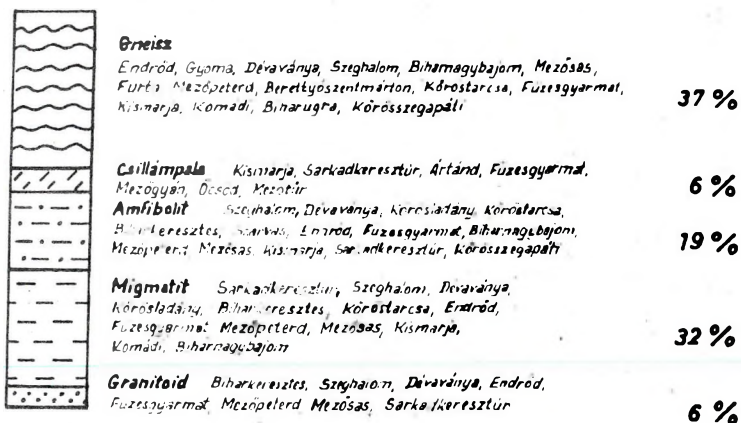 Gneisz
Endrőd, Gyoma, Dévaványa, Szeghalom, Biharnagybajom, Mezősas,
Furta, Mezőpeterd, Berettyószentmárton, Köröstarcsa, Füzesgyarmat,
Kismarja, Komádi, Biharugra, Körösszegapáti
37 %
Csillámpala Kismarja, Sarkadkeresztúr, Ártánd, Füzesgyarmat,
Mezőgyán, Öcsöd, Mezőtúr
6 %
Amfibolit Szeghalom, Dévaványa, Körösladány, Köröstarcsa,
Biharkeresztes, Szarvas, Endrőd, Füzesgyarmat, Biharnagybajom,
Mezőpeterd, Mezősas, Kismarja, Sarkadkeresztúr, Körösszegapáti
19 %
Migmatit Sarkadkeresztúr, Szeghalom, Dévaványa,
Körösladány, Biharkeresztes, Köröstarcsa, Endrőd,
Füzesgyarmat Mezőpeterd, Mezősas, Kismarja,
Komádi, Biharnagybajom
32 %
Granitoid Biharkeresztes, Szeghalom, Dévaványa, Endrőd,
Füzesgyarmat, Mezőpeterd Mezősas, Sarkadkeresztúr
6 %